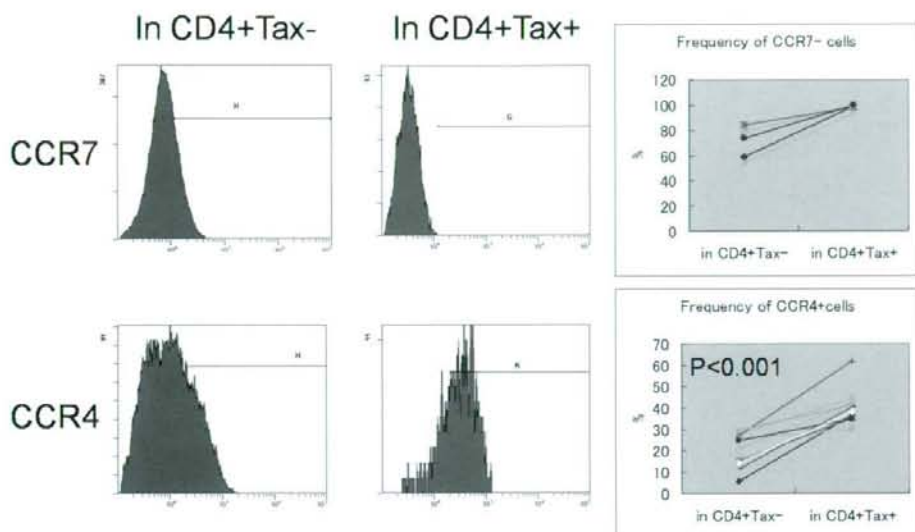 In CD4+Tax-
In CD4+Tax+
CCR7
H
G
Frequency of CCR7- cells
120
100
80
60
40
20
0
%
in CD4+Tax-
in CD4+Tax+
CCR4
H
K
Frequency of CCR4+cells
P<0.001
70
60
50
40
30
20
10
0
%
in CD4+Tax-
in CD4+Tax+